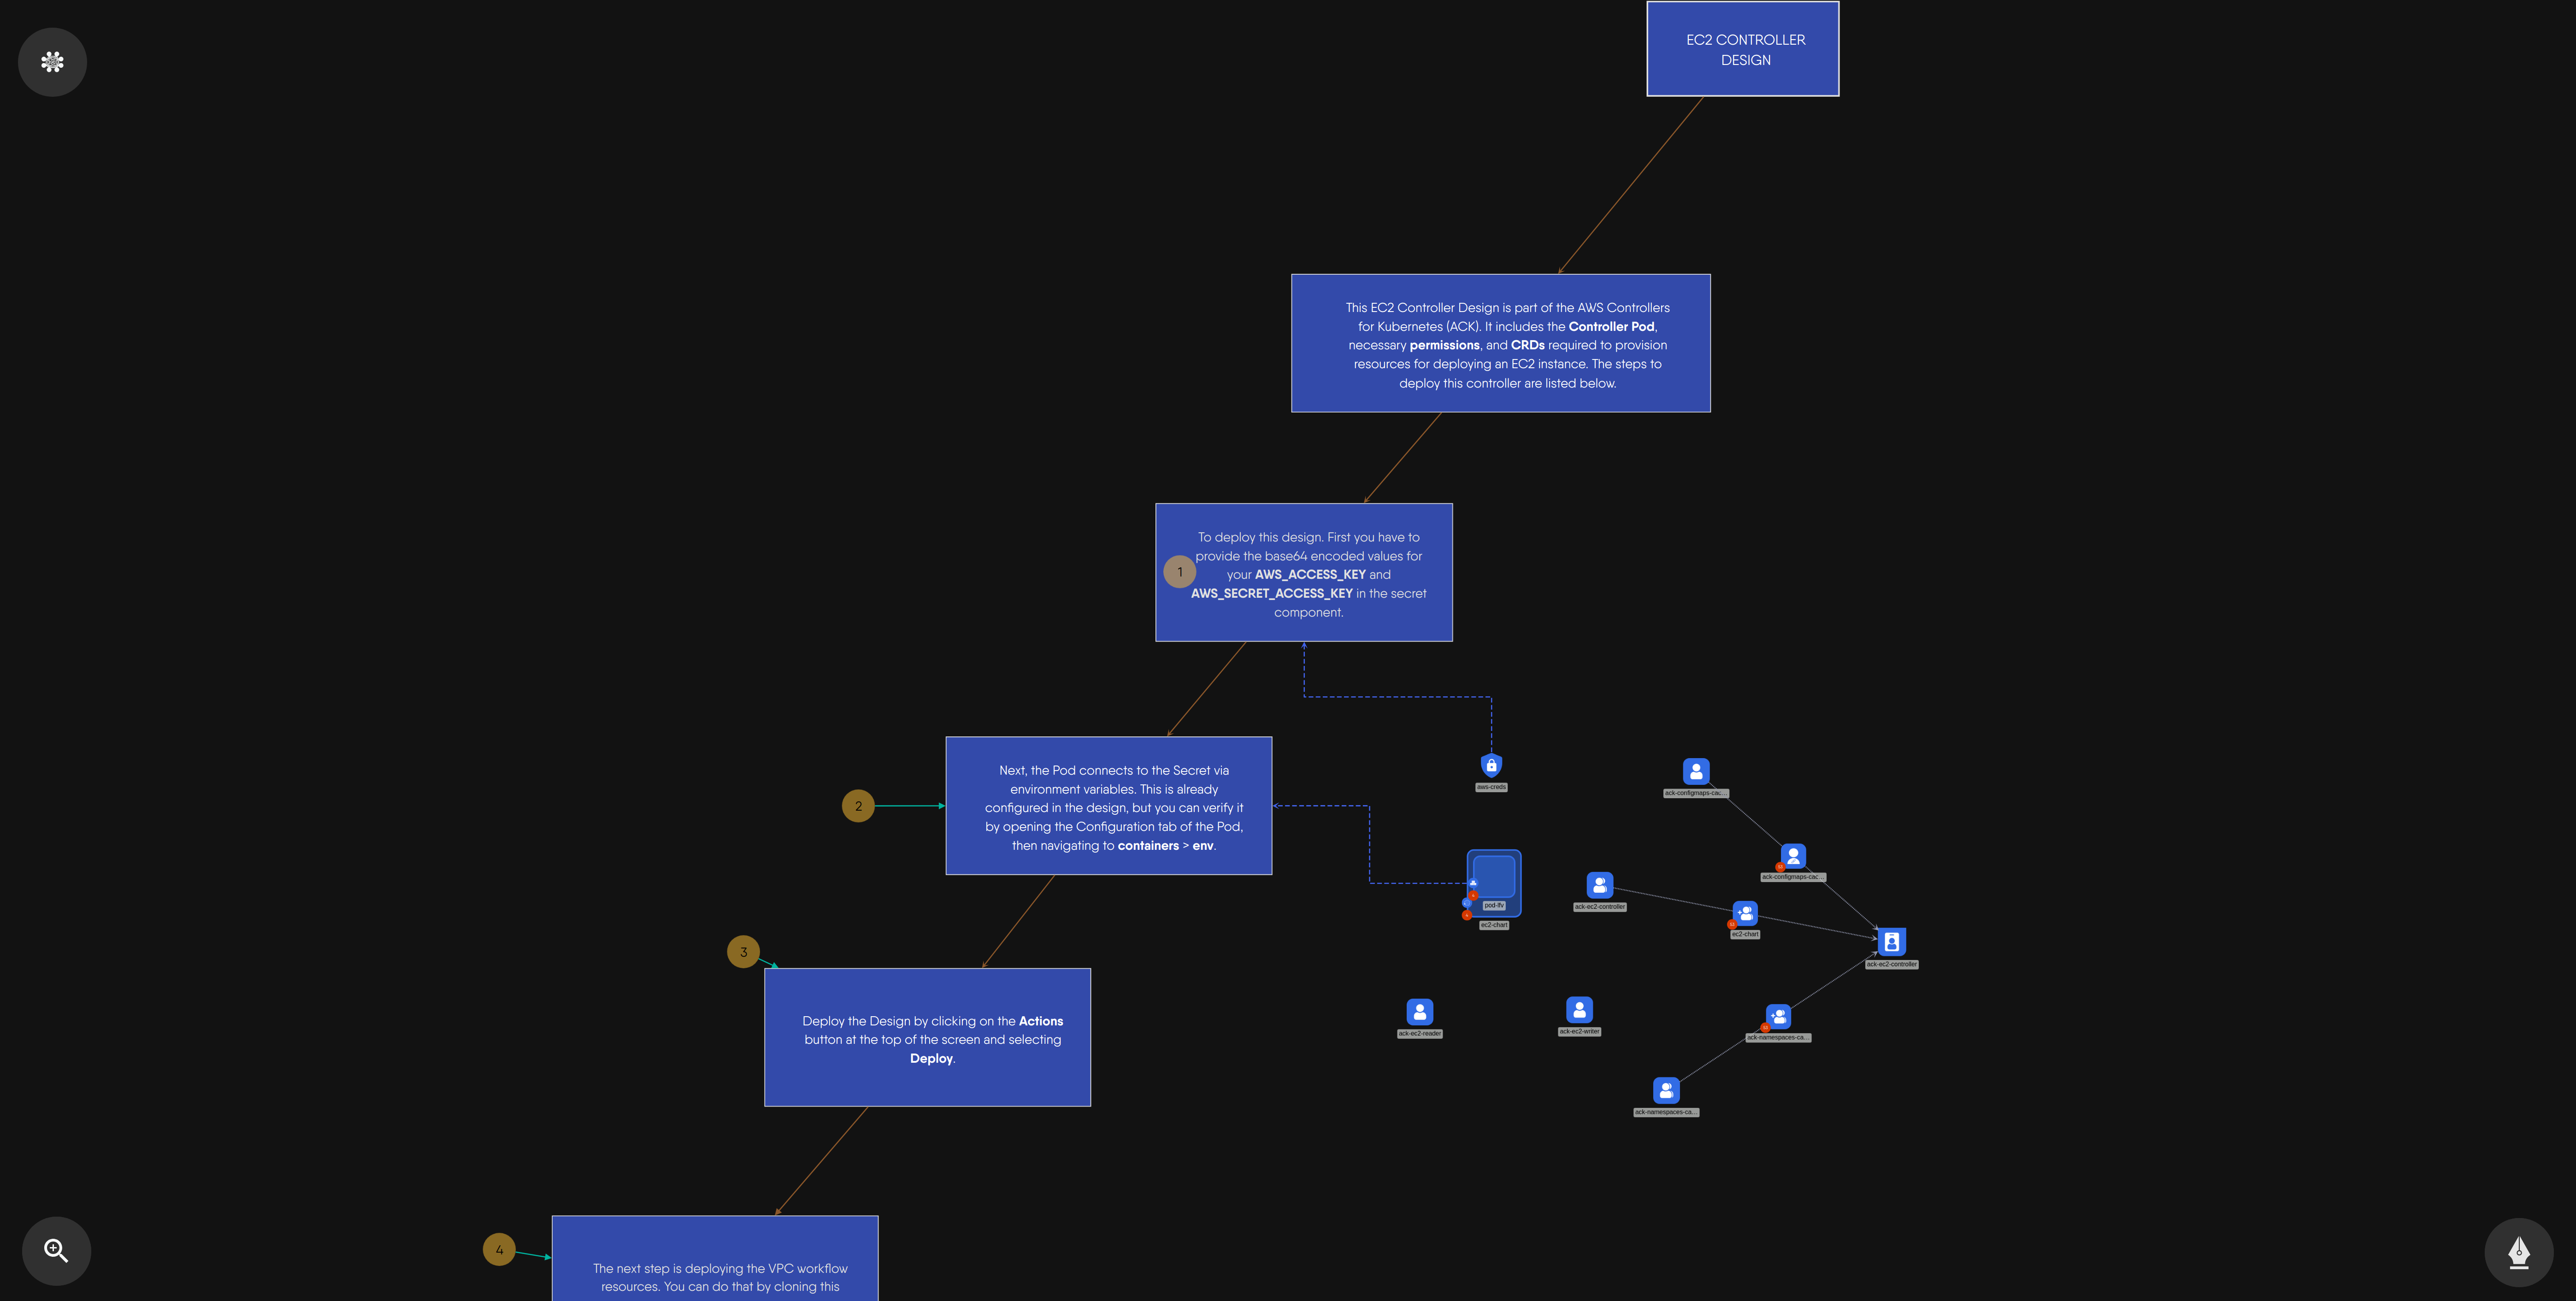 EC2 CONTROLLER
DESIGN
This EC2 Controller Design is part of the AWS Controllers
for Kubernetes (ACK). It includes the Controller Pod,
necessary permissions, and CRDs required to provision
resources for deploying an EC2 instance. The steps to
deploy this controller are listed below.
1
To deploy this design. First you have to
provide the base64 encoded values for
your AWS_ACCESS_KEY and
AWS_SECRET_ACCESS_KEY in the secret
component.
2
Next, the Pod connects to the Secret via
environment variables. This is already
configured in the design, but you can verify it
by opening the Configuration tab of the Pod,
then navigating to containers > env.
3
Deploy the Design by clicking on the Actions
button at the top of the screen and selecting
Deploy.
4
The next step is deploying the VPC workflow
resources. You can do that by cloning this
aws-creds
ack-configmaps-cac...
ack-configmaps-cac...
pod-lfv
ec2-chart
ack-ec2-controller
ec2-chart
ack-ec2-controller
ack-ec2-reader
ack-ec2-writer
ack-namespaces-ca...
ack-namespaces-ca...